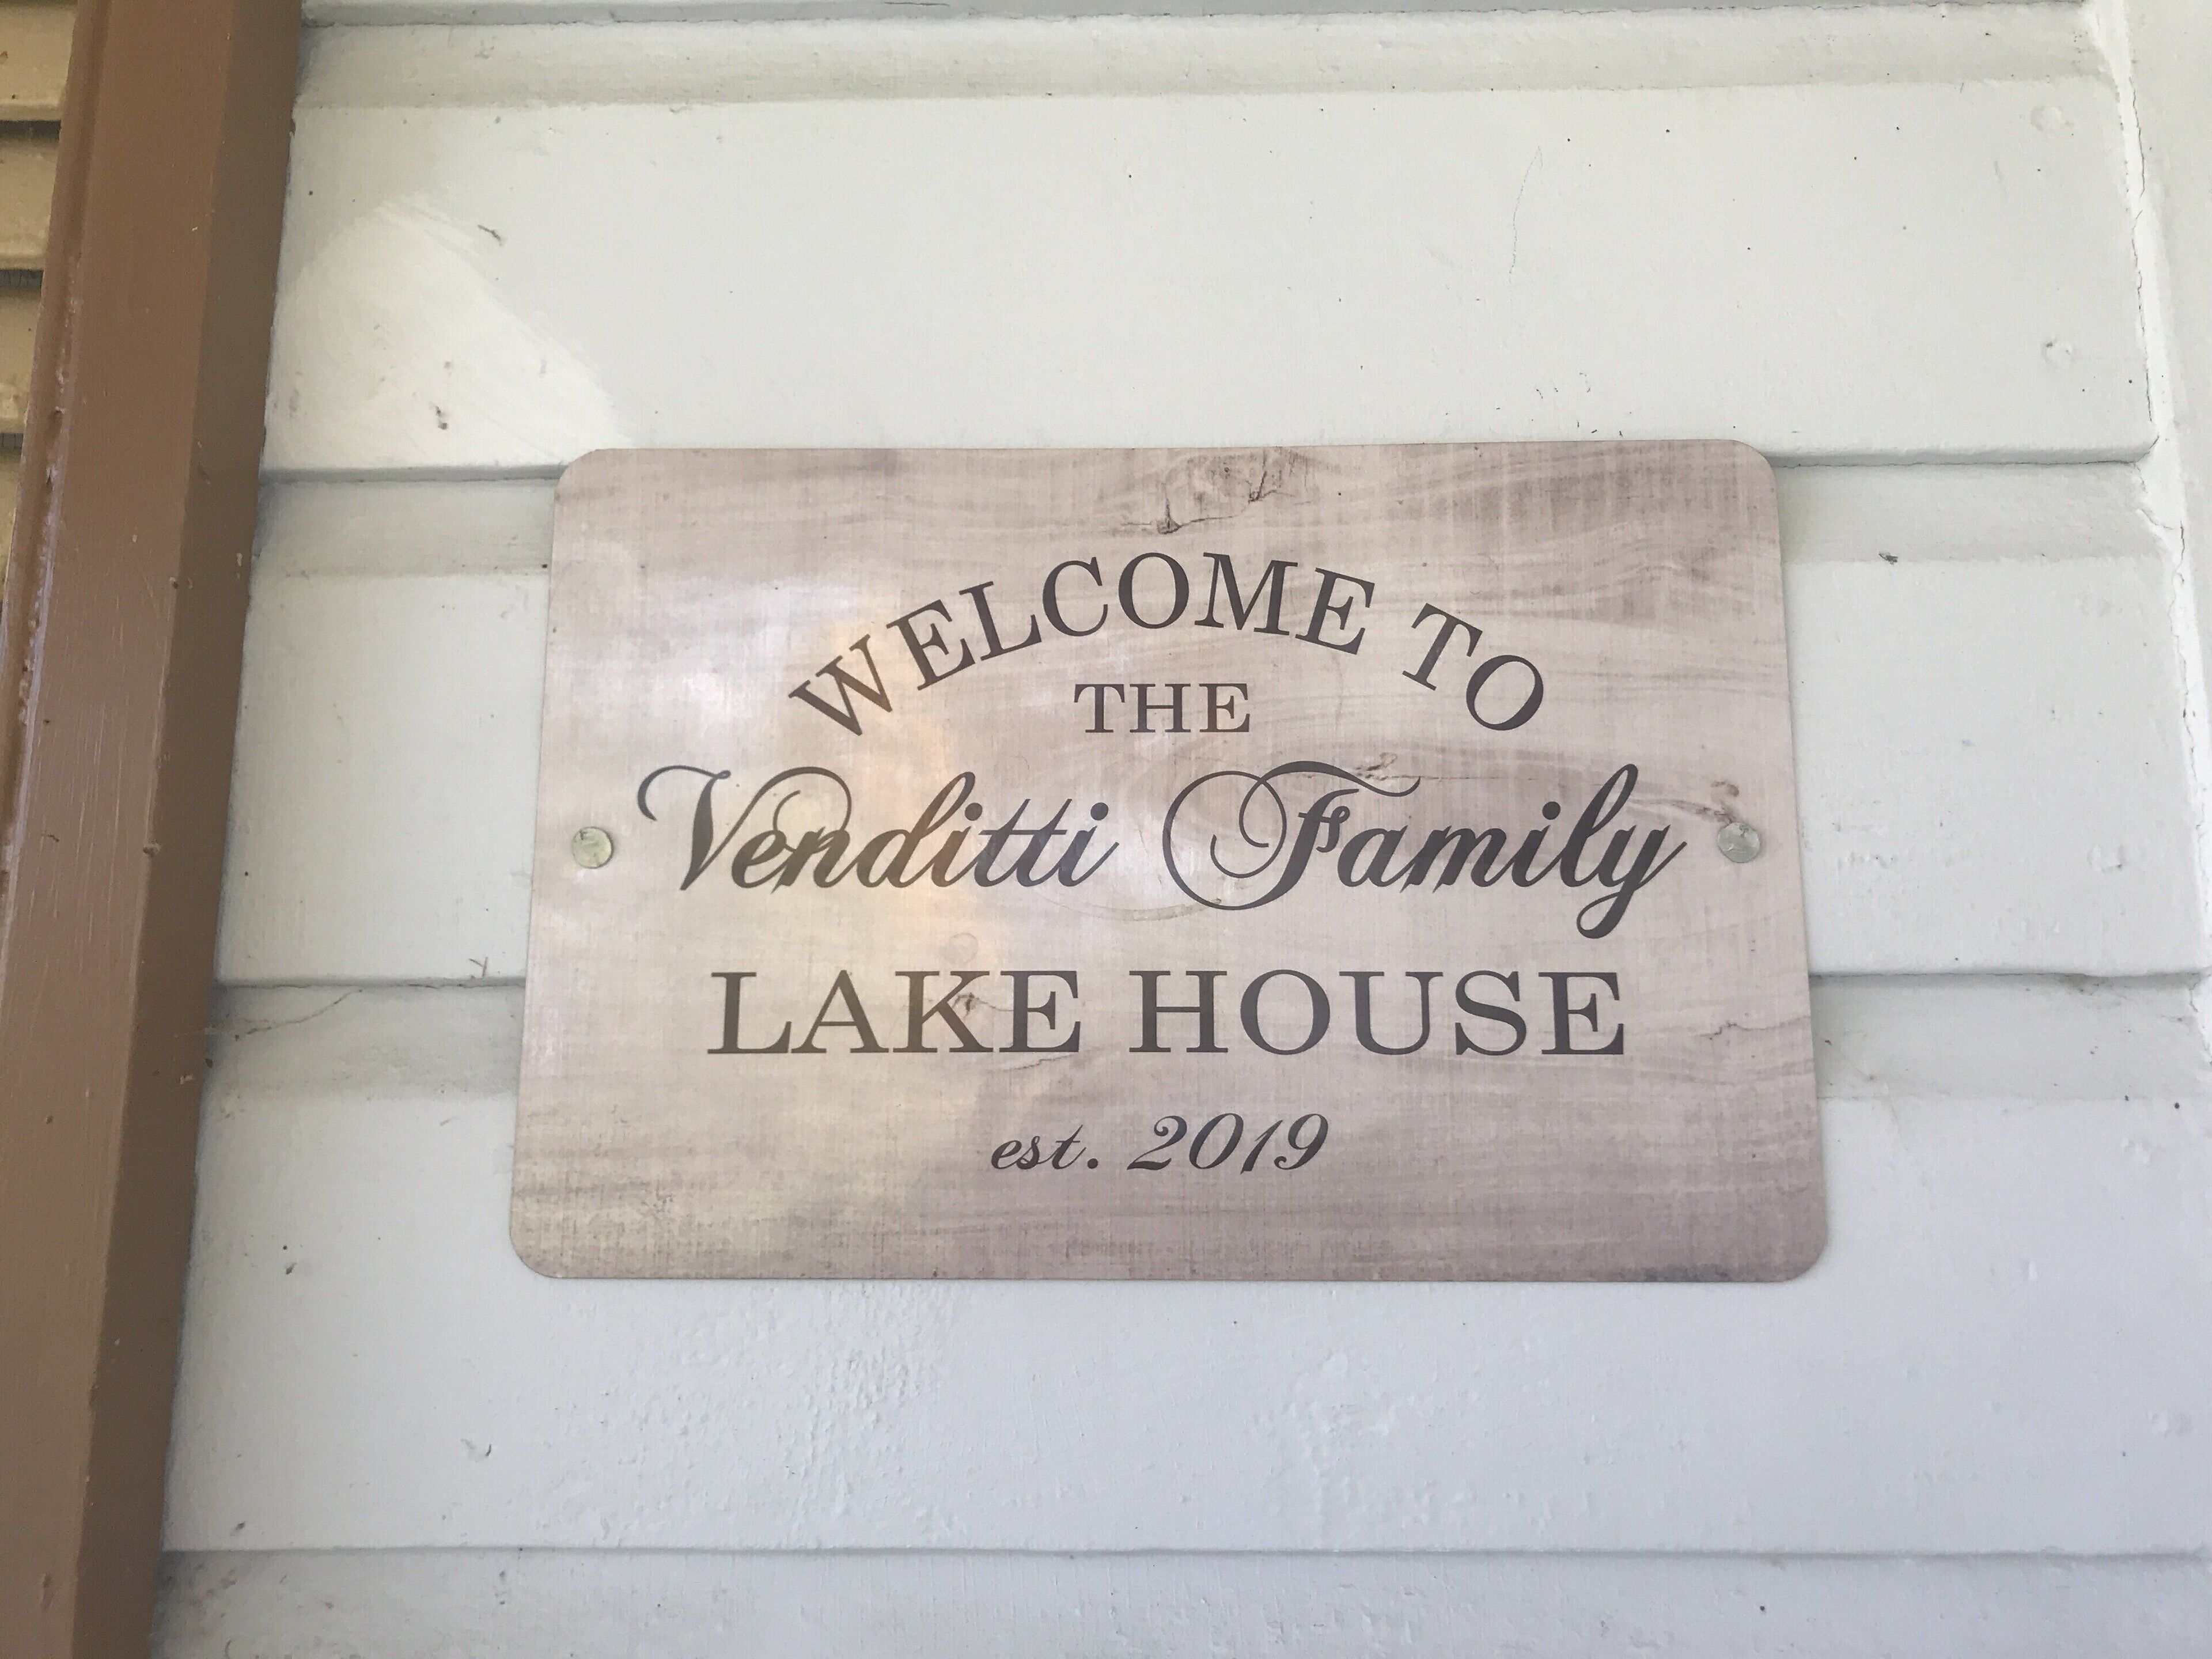 WELCOME TO
THE
Venditti Family
LAKE HOUSE
est. 2019